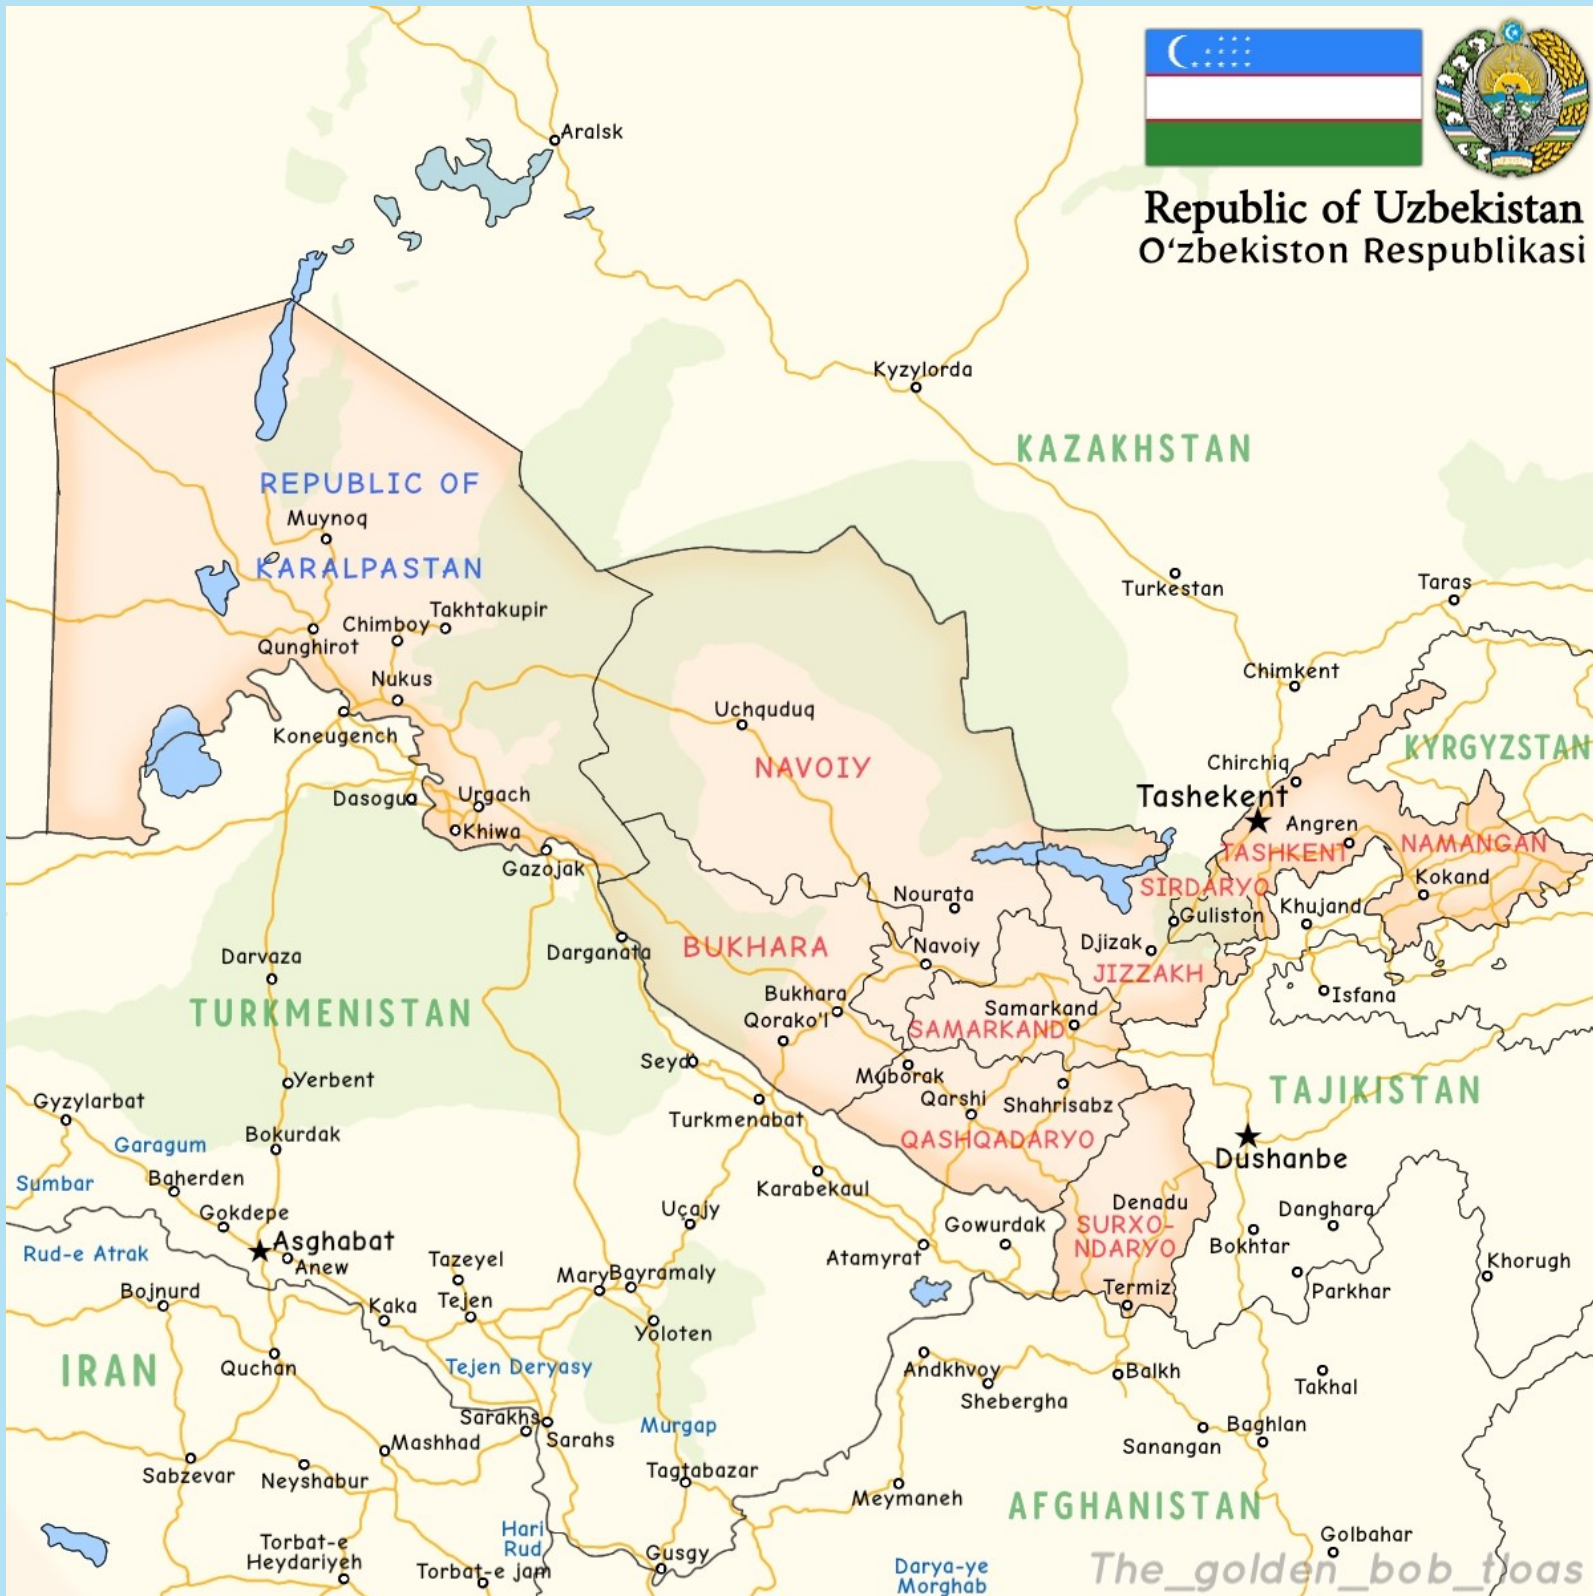 Aralsk
Republic of Uzbekistan
O‘zbekiston Respublikasi
Kyzylorda
KAZAKHSTAN
REPUBLIC OF
Muynoq
KARALPASTAN
Turkestan
Taras
Takhtakupir
Chimboy
Qunghirot
Nukus
Chimkent
Uchquduq
Koneugench
KYRGYZSTAN
NAVOIY
Chirchiq
Tashekent
Dasogua
Urgach
Khiwa
Angren
TASHKENT
NAMANGAN
Gazojak
Kokand
SIRDARYO
Nourata
Khujand
Guliston
Darvaza
Darganata
BUKHARA
Navoiy
Djizak
JIZZAKH
Bukhara
Isfana
TURKMENISTAN
Qorako'l
Samarkand
SAMARKAND
Seyd
Yerbent
Muborak
TAJIKISTAN
Gyzylarbat
Turkmenabat
Qarshi
Shahrisabz
Bokurdak
Garagum
QASHQADARYO
Dushanbe
Sumbar
Baherden
Karabekaul
Denadu
Gokdepe
Uçajy
Gowurdak
SURXO-
NDARYO
Danghara
Rud-e Atrak
Asghabat
Anew
Tazeyel
Atamyrat
Bokhtar
Khorugh
Bojnurd
Mary
Bayramaly
Termiz
Parkhar
Kaka
Tejen
Yoloten
IRAN
Quchan
Tejen Deryasy
Andkhvoy
Shebergha
Balkh
Takhal
Sarakhs
Sarahs
Murgap
Baghlan
Sanangan
Mashhad
Sabzevar
Neyshabur
Tagtabazar
Meymaneh
AFGHANISTAN
Hari
Rud
Golbahar
Torbat-e
Heydariyeh
Torbat-e jam
Gusgy
Darya-ye
Morghab
The_golden_bob_tloas